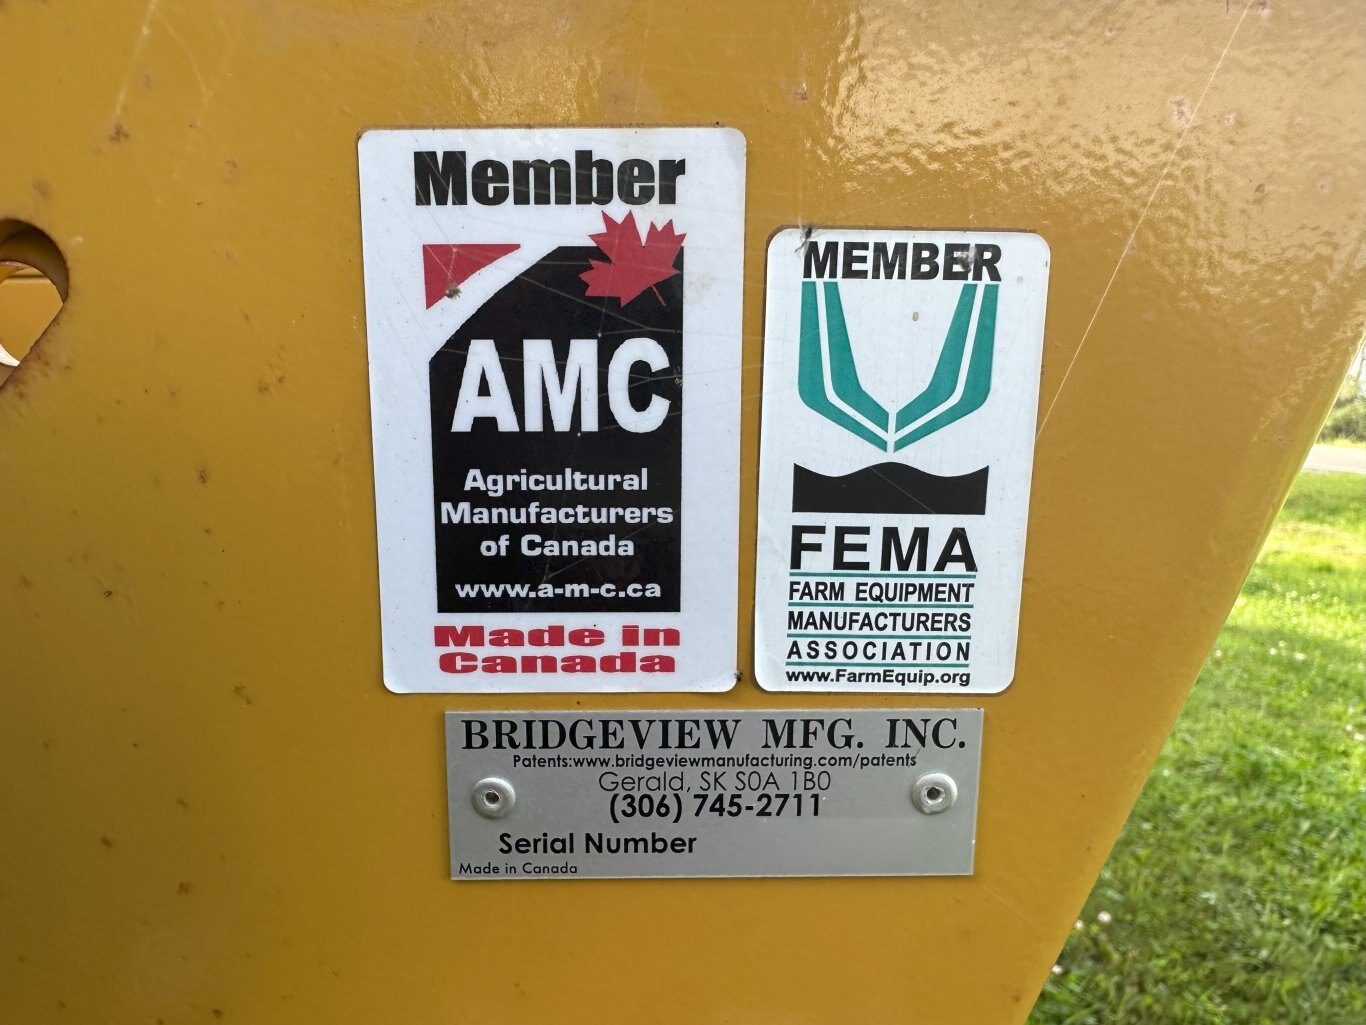 Member
AMC
Agricultural
Manufacturers
of Canada
www.a-m-c.ca
Made in
Canada
MEMBER
FEMA
FARM EQUIPMENT
MANUFACTURERS
ASSOCIATION
www.FarmEquip.org
BRIDGEVIEW MFG. INC.
Patents:www.bridgeviewmanufacturing.com/patents
Gerald, SK S0A 1B0
(306) 745-2711
Serial Number
Made in Canada